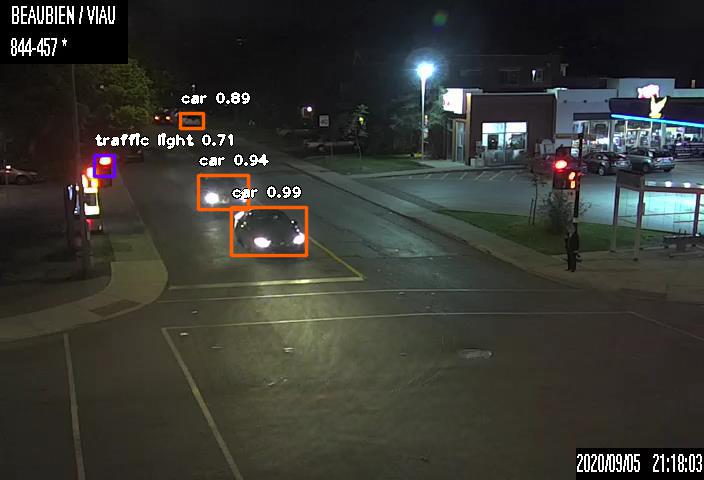 BEAUBIEN / VIAU
844-457 *
car 0.89
traffic light 0.71
car 0.94
car 0.99
2020/09/05 21:18:03